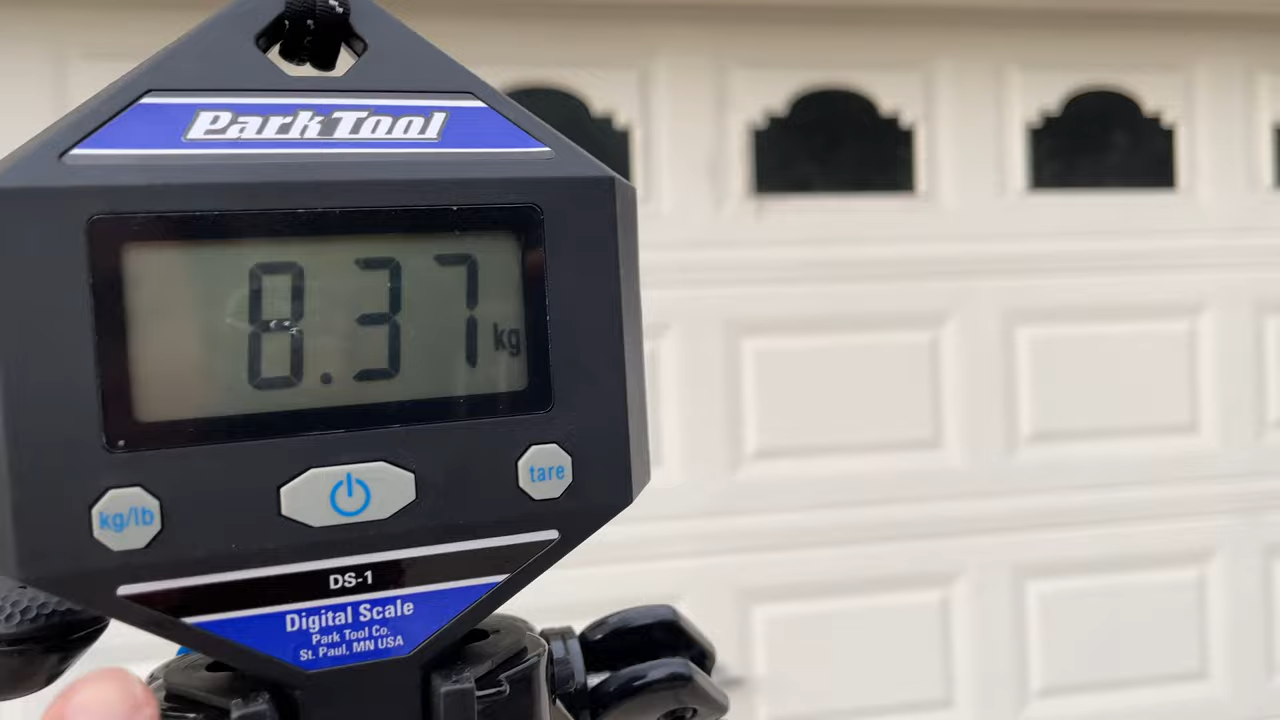 Park Tool
8.37 kg
kg/lb
tare
DS-1
Digital Scale
Park Tool Co.
St. Paul, MN USA